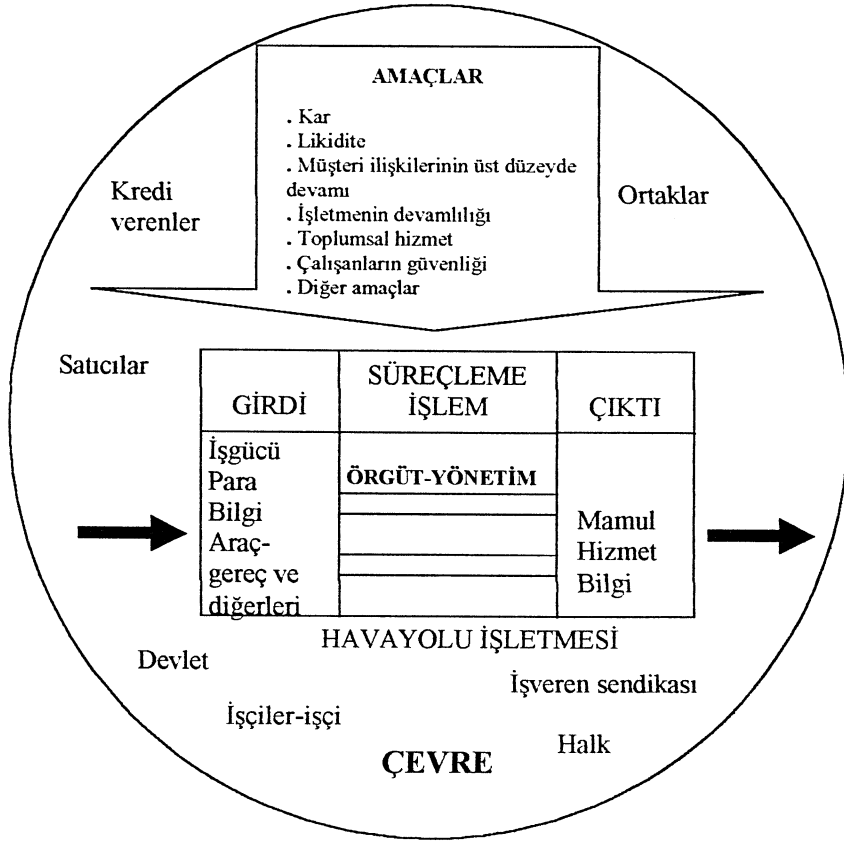 AMAÇLAR
. Kar
. Likidite
. Müşteri ilişkilerinin üst düzeyde
devamı
. İşletmenin devamlılığı
. Toplumsal hizmet
. Çalışanların güvenliği
. Diğer amaçlar
Kredi
verenler
Ortaklar
Satıcılar
GİRDİ
SÜREÇLEME
İŞLEM
ÇIKTI
İşgücü
Para
Bilgi
Araç-
gereç ve
diğerleri
ÖRGÜT-YÖNETİM
Mamul
Hizmet
Bilgi
HAVAYOLU İŞLETMESİ
Devlet
İşveren sendikası
İşçiler-işçi
Halk
ÇEVRE